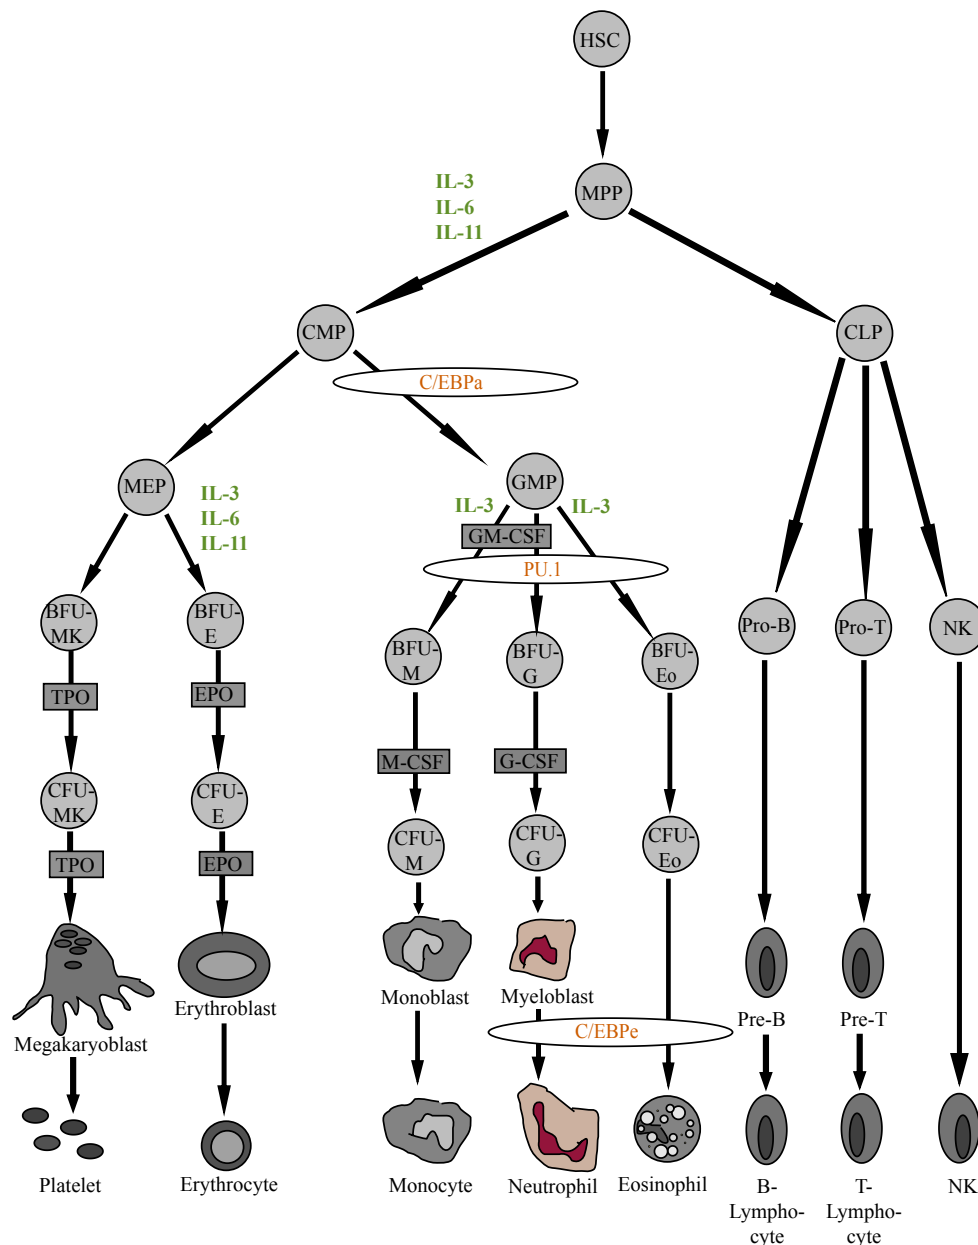 HSC
MPP
IL-3
IL-6
IL-11
CMP
CLP
C/EBPa
MEP
GMP
IL-3
IL-6
IL-11
IL-3
IL-3
GM-CSF
PU.1
BFU-
MK
BFU-
E
BFU-
M
BFU-
G
BFU-
Eo
Pro-B
Pro-T
NK
TPO
EPO
M-CSF
G-CSF
CFU-
MK
CFU-
E
CFU-
M
CFU-
G
CFU-
Eo
TPO
EPO
Megakaryoblast
Erythroblast
Monoblast
Myeloblast
Pre-B
Pre-T
C/EBPe
Platelet
Erythrocyte
Monocyte
Neutrophil
Eosinophil
B-
Lympho-
cyte
T-
Lympho-
cyte
NK